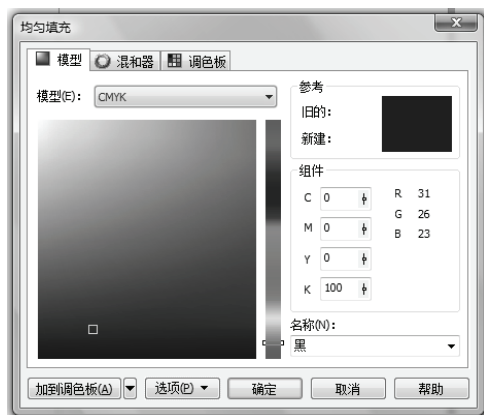 均匀填充
模型 混和器 调色板
模型(E): CMYK
参考
旧的:
新建:
组件
C 0 R 31
G 26
M 0 B 23
Y 0
K 100
名称(N):
黑
加到调色板(A) 选项(P) 确定 取消 帮助